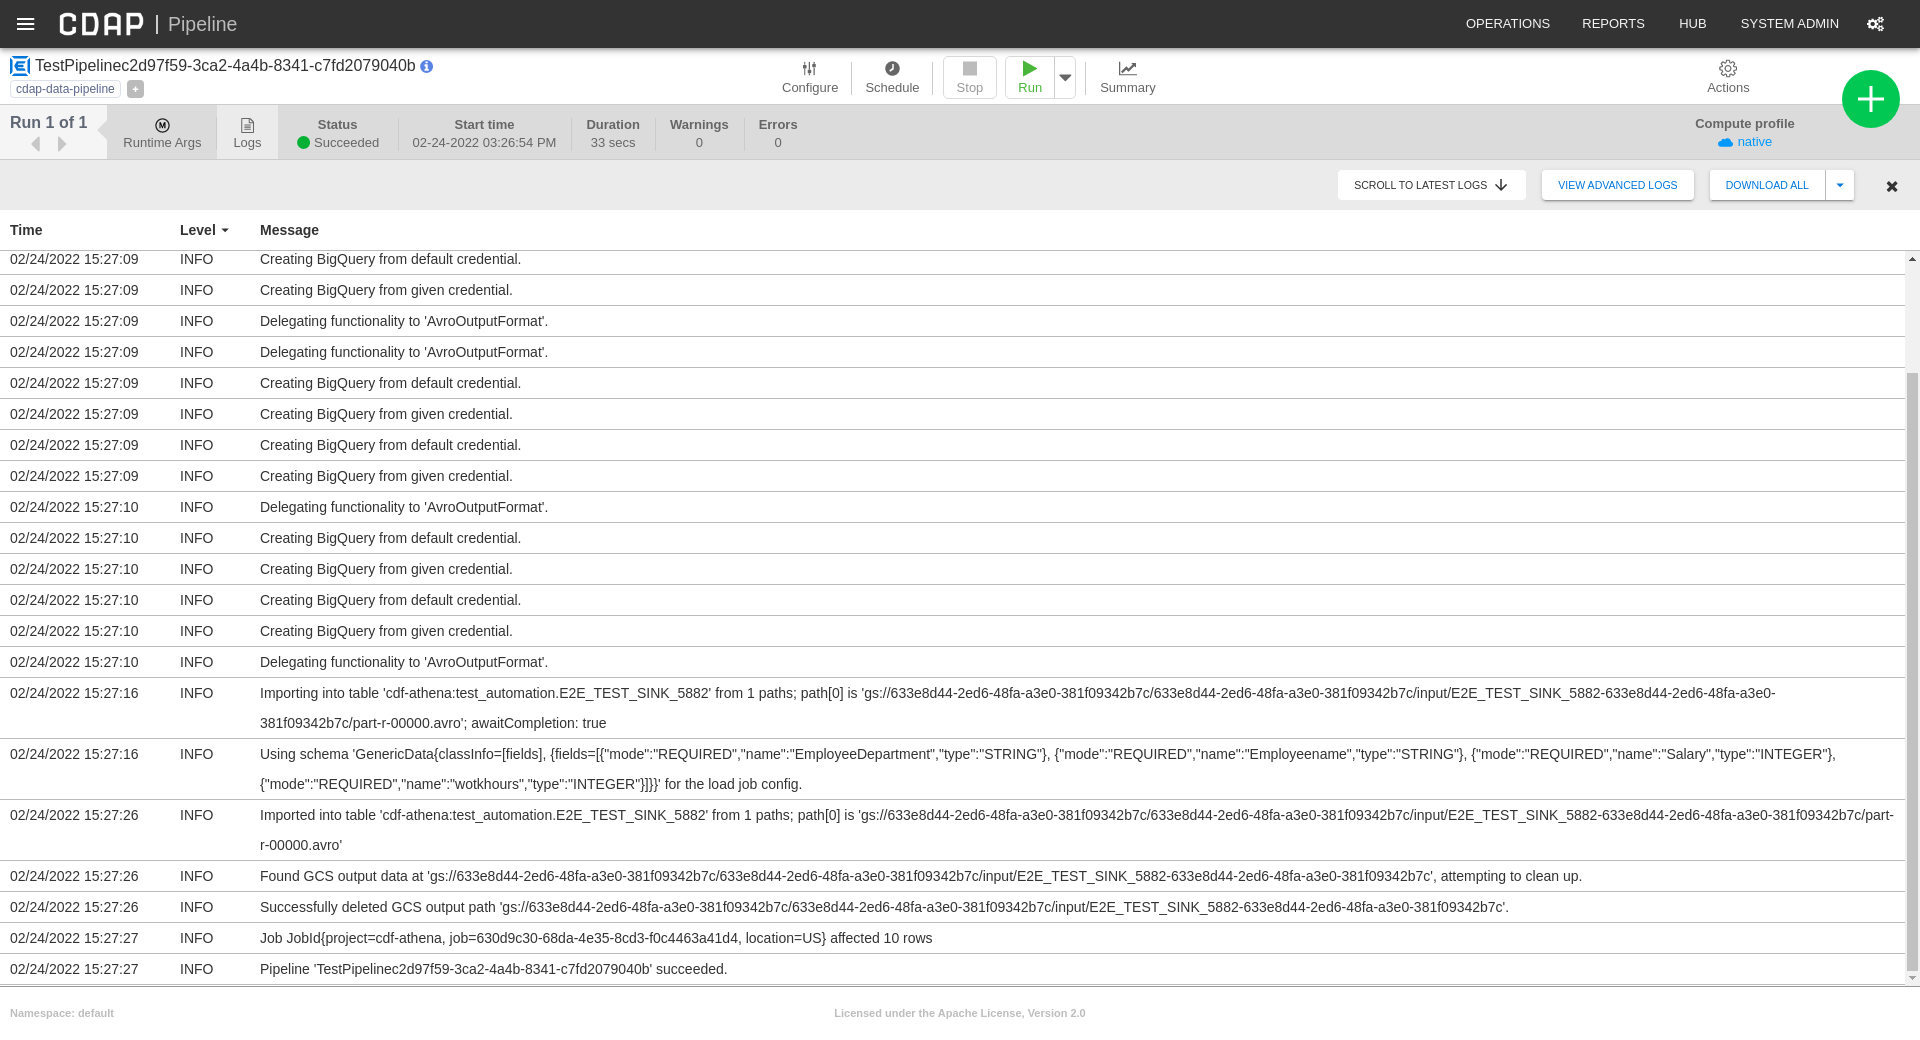 CDAP | Pipeline
OPERATIONS REPORTS HUB SYSTEM ADMIN
TestPipelinec2d97f59-3ca2-4a4b-8341-c7fd2079040b
cdap-data-pipeline +
Configure Schedule Stop Run Summary Actions
Run 1 of 1
Runtime Args
Logs
Status
Succeeded
Start time
02-24-2022 03:26:54 PM
Duration
33 secs
Warnings
0
Errors
0
Compute profile
native
SCROLL TO LATEST LOGS VIEW ADVANCED LOGS DOWNLOAD ALL
Time Level Message
02/24/2022 15:27:09 INFO Creating BigQuery from default credential.
02/24/2022 15:27:09 INFO Creating BigQuery from given credential.
02/24/2022 15:27:09 INFO Delegating functionality to 'AvroOutputFormat'.
02/24/2022 15:27:09 INFO Delegating functionality to 'AvroOutputFormat'.
02/24/2022 15:27:09 INFO Creating BigQuery from default credential.
02/24/2022 15:27:09 INFO Creating BigQuery from given credential.
02/24/2022 15:27:09 INFO Creating BigQuery from default credential.
02/24/2022 15:27:09 INFO Creating BigQuery from given credential.
02/24/2022 15:27:10 INFO Delegating functionality to 'AvroOutputFormat'.
02/24/2022 15:27:10 INFO Creating BigQuery from default credential.
02/24/2022 15:27:10 INFO Creating BigQuery from given credential.
02/24/2022 15:27:10 INFO Creating BigQuery from default credential.
02/24/2022 15:27:10 INFO Creating BigQuery from given credential.
02/24/2022 15:27:10 INFO Delegating functionality to 'AvroOutputFormat'.
02/24/2022 15:27:16 INFO Importing into table 'cdf-athena:test_automation.E2E_TEST_SINK_5882' from 1 paths; path[0] is 'gs://633e8d44-2ed6-48fa-a3e0-381f09342b7c/633e8d44-2ed6-48fa-a3e0-381f09342b7c/input/E2E_TEST_SINK_5882-633e8d44-2ed6-48fa-a3e0-
381f09342b7c/part-r-00000.avro'; awaitCompletion: true
02/24/2022 15:27:16 INFO Using schema 'GenericData{classInfo=[fields], {fields=[{"mode":"REQUIRED","name":"EmployeeDepartment","type":"STRING"}, {"mode":"REQUIRED","name":"Employeename","type":"STRING"}, {"mode":"REQUIRED","name":"Salary","type":"INTEGER"},
{"mode":"REQUIRED","name":"wotkhours","type":"INTEGER"}]}}' for the load job config.
02/24/2022 15:27:26 INFO Imported into table 'cdf-athena:test_automation.E2E_TEST_SINK_5882' from 1 paths; path[0] is 'gs://633e8d44-2ed6-48fa-a3e0-381f09342b7c/633e8d44-2ed6-48fa-a3e0-381f09342b7c/input/E2E_TEST_SINK_5882-633e8d44-2ed6-48fa-a3e0-381f09342b7c/part-
r-00000.avro'
02/24/2022 15:27:26 INFO Found GCS output data at 'gs://633e8d44-2ed6-48fa-a3e0-381f09342b7c/633e8d44-2ed6-48fa-a3e0-381f09342b7c/input/E2E_TEST_SINK_5882-633e8d44-2ed6-48fa-a3e0-381f09342b7c', attempting to clean up.
02/24/2022 15:27:26 INFO Successfully deleted GCS output path 'gs://633e8d44-2ed6-48fa-a3e0-381f09342b7c/633e8d44-2ed6-48fa-a3e0-381f09342b7c/input/E2E_TEST_SINK_5882-633e8d44-2ed6-48fa-a3e0-381f09342b7c'.
02/24/2022 15:27:27 INFO Job JobId{project=cdf-athena, job=630d9c30-68da-4e35-8cd3-f0c4463a41d4, location=US} affected 10 rows
02/24/2022 15:27:27 INFO Pipeline 'TestPipelinec2d97f59-3ca2-4a4b-8341-c7fd2079040b' succeeded.
Namespace: default Licensed under the Apache License, Version 2.0